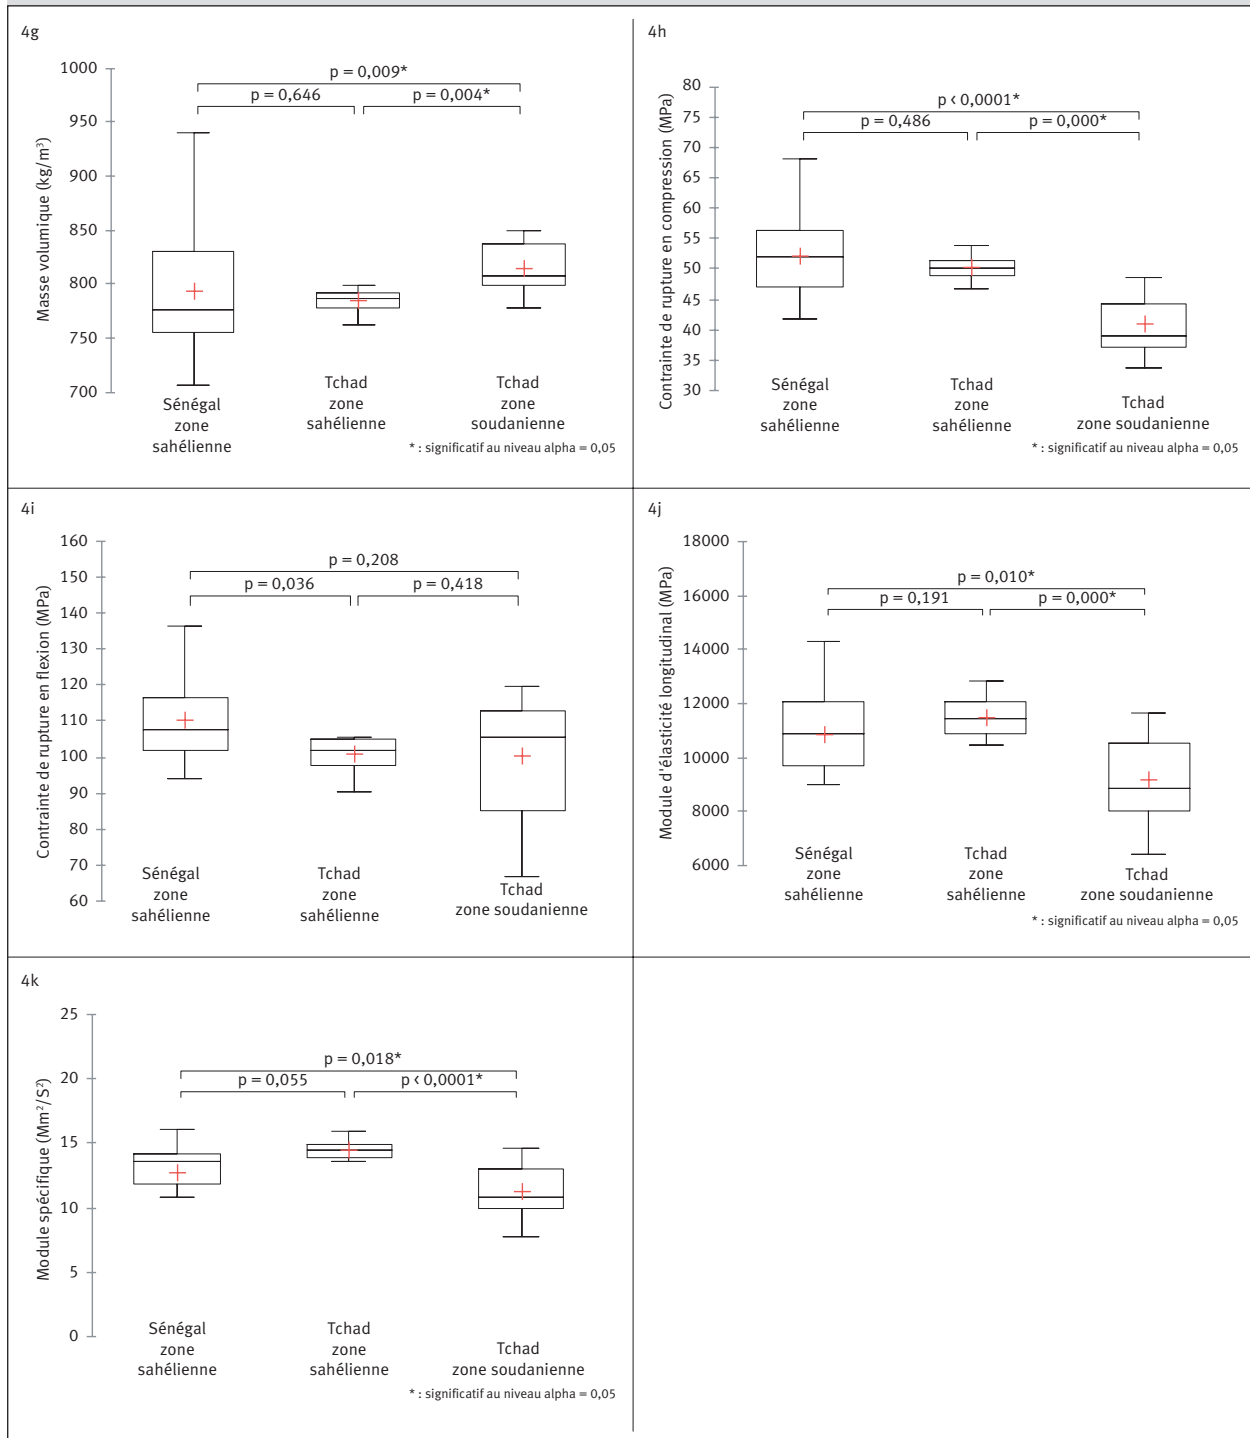 4g
p = 0,009*
p = 0,646
p = 0,004*
Masse volumique (kg/m³)
1000
950
900
850
800
750
700
Sénégal
zone
sahélienne
Tchad
zone
sahélienne
Tchad
zone
soudanienne
* : significatif au niveau alpha = 0,05
4h
p < 0,0001*
p = 0,486
p = 0,000*
Contrainte de rupture en compression (MPa)
80
75
70
65
60
55
50
45
40
35
30
Sénégal
zone
sahélienne
Tchad
zone
sahélienne
Tchad
zone soudanienne
* : significatif au niveau alpha = 0,05
4i
p = 0,208
p = 0,036
p = 0,418
Contrainte de rupture en flexion (MPa)
160
150
140
130
120
110
100
90
80
70
60
Sénégal
zone
sahélienne
Tchad
zone
sahélienne
Tchad
zone soudanienne
4j
p = 0,010*
p = 0,191
p = 0,000*
Module d'élasticité longitudinal (MPa)
18000
16000
14000
12000
10000
8000
6000
Sénégal
zone
sahélienne
Tchad
zone
sahélienne
Tchad
zone soudanienne
* : significatif au niveau alpha = 0,05
4k
p = 0,018*
p = 0,055
p < 0,0001*
Module spécifique (Mm²/S²)
25
20
15
10
5
0
Sénégal
zone
sahélienne
Tchad
zone
sahélienne
Tchad
zone soudanienne
* : significatif au niveau alpha = 0,05